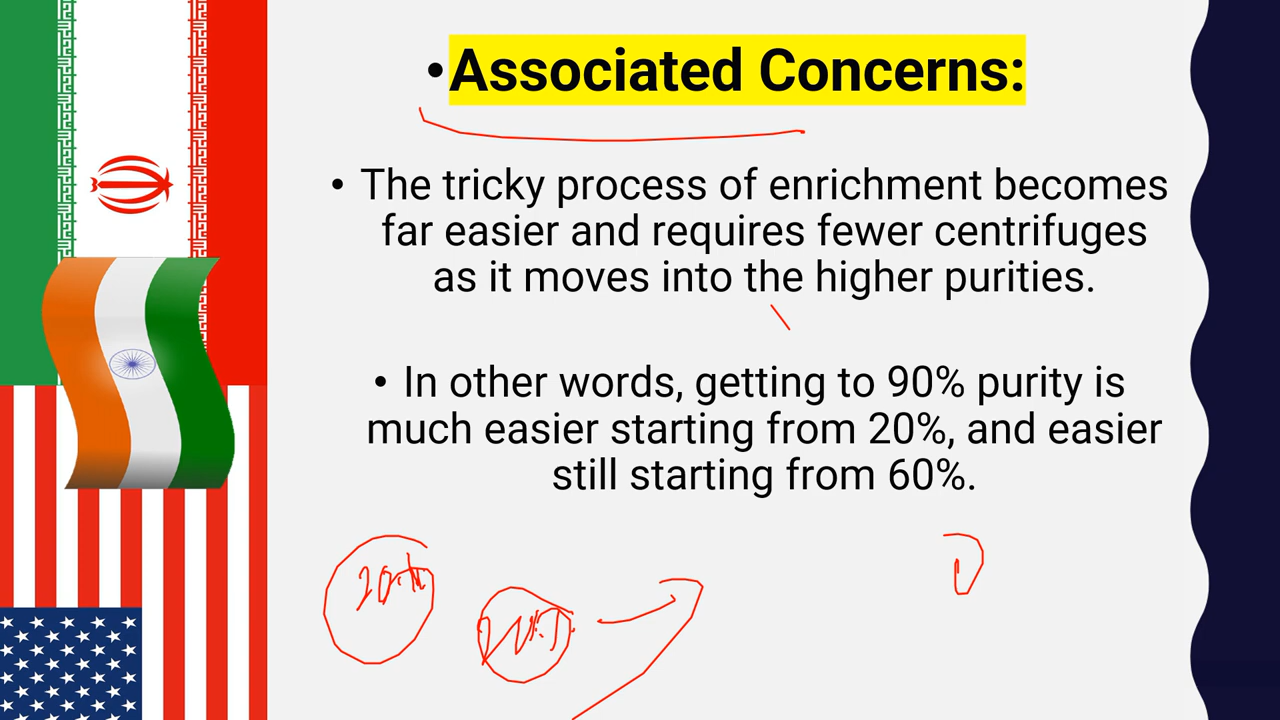 •Associated Concerns:
• The tricky process of enrichment becomes
far easier and requires fewer centrifuges
as it moves into the higher purities.
• In other words, getting to 90% purity is
much easier starting from 20%, and easier
still starting from 60%.